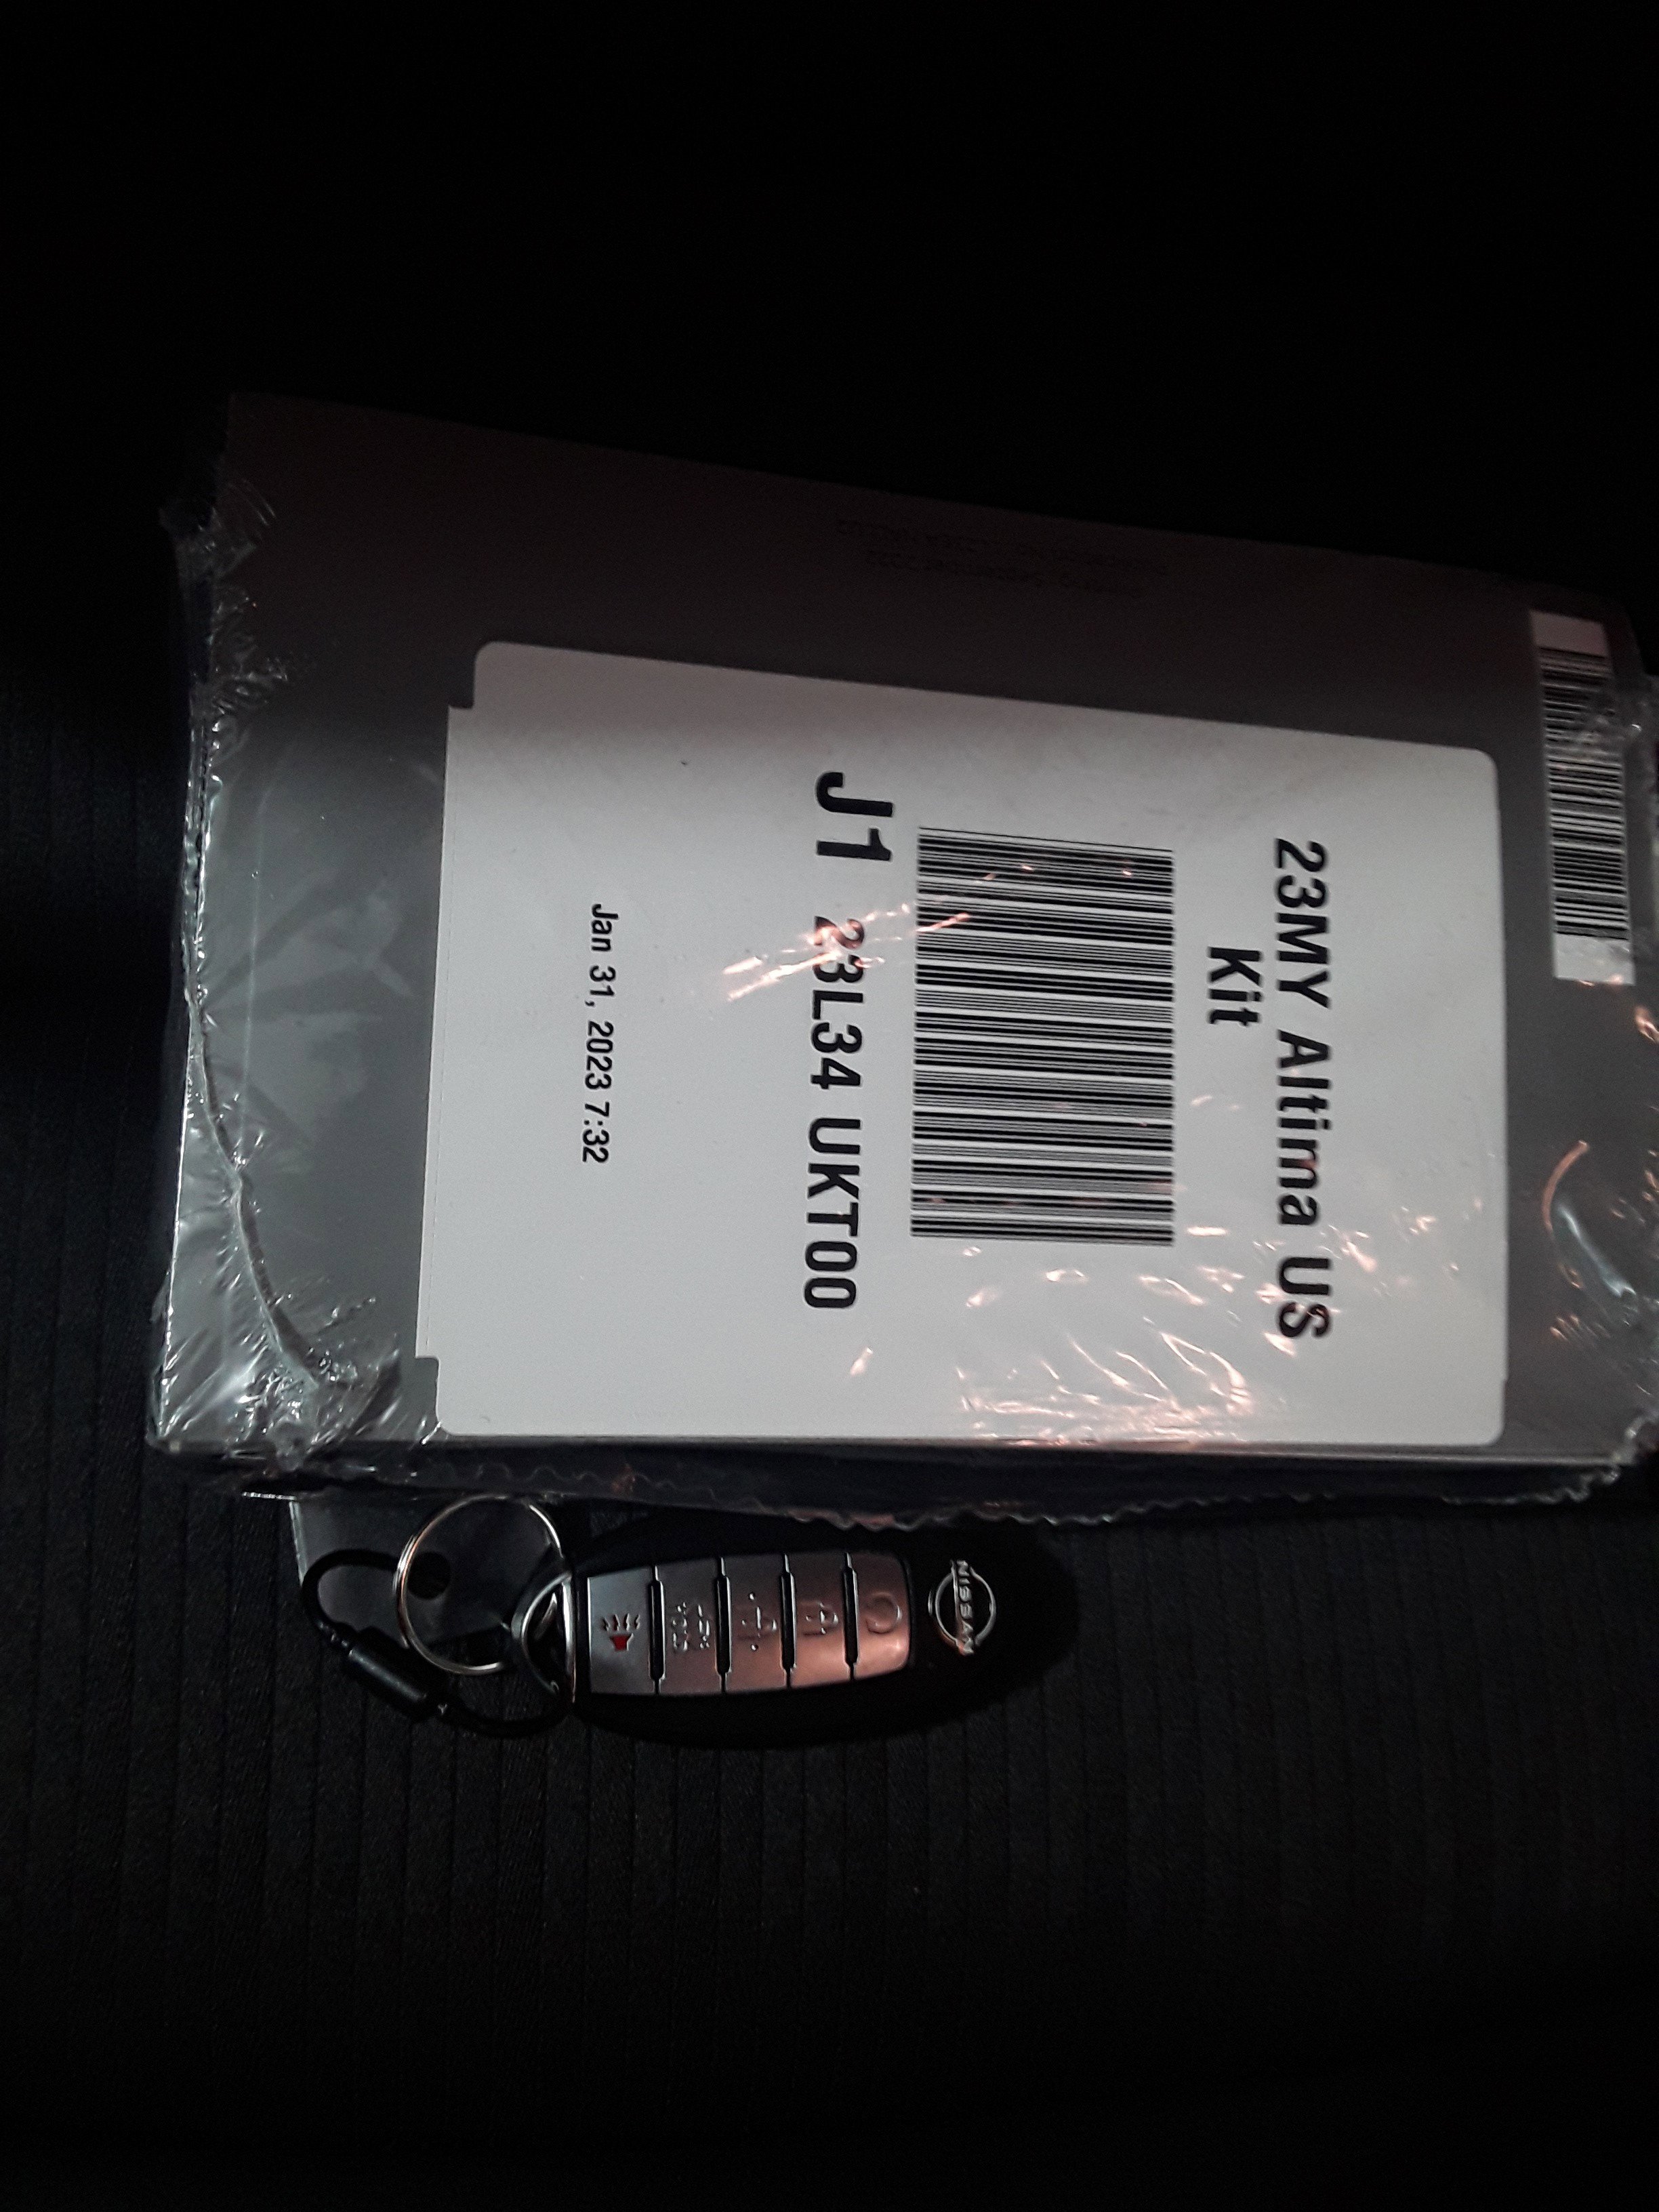 23MY Altima US
Kit
J1 23L34 UKT00
Jan 31, 2023 7:32
NISSAN